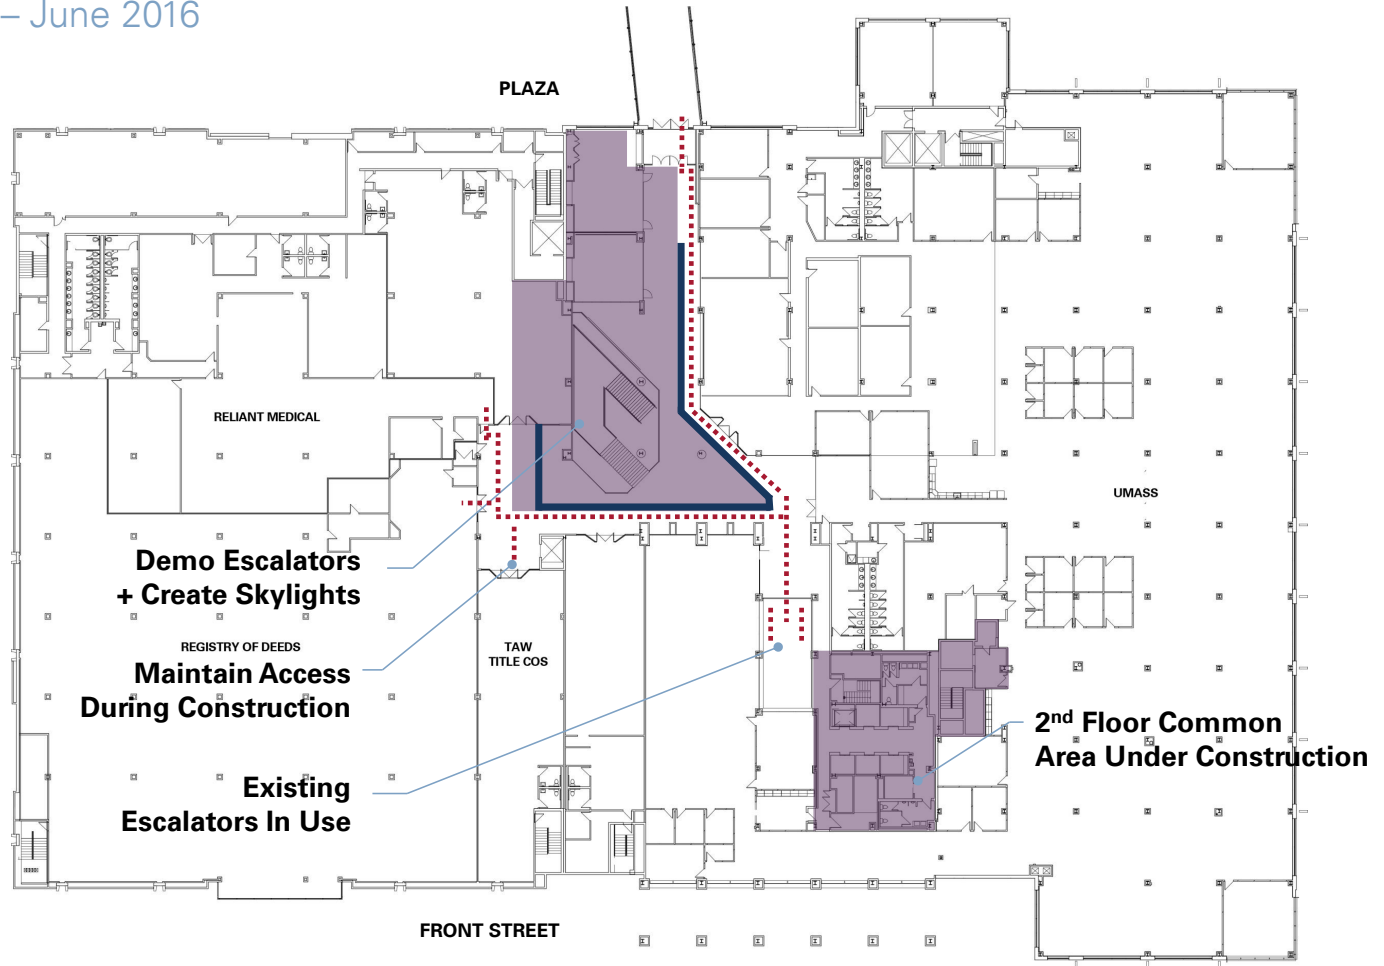 – June 2016
PLAZA
RELIANT MEDICAL
UMASS
Demo Escalators
+ Create Skylights
REGISTRY OF DEEDS
TAW
TITLE COS
Maintain Access
During Construction
2nd Floor Common
Area Under Construction
Existing
Escalators In Use
FRONT STREET